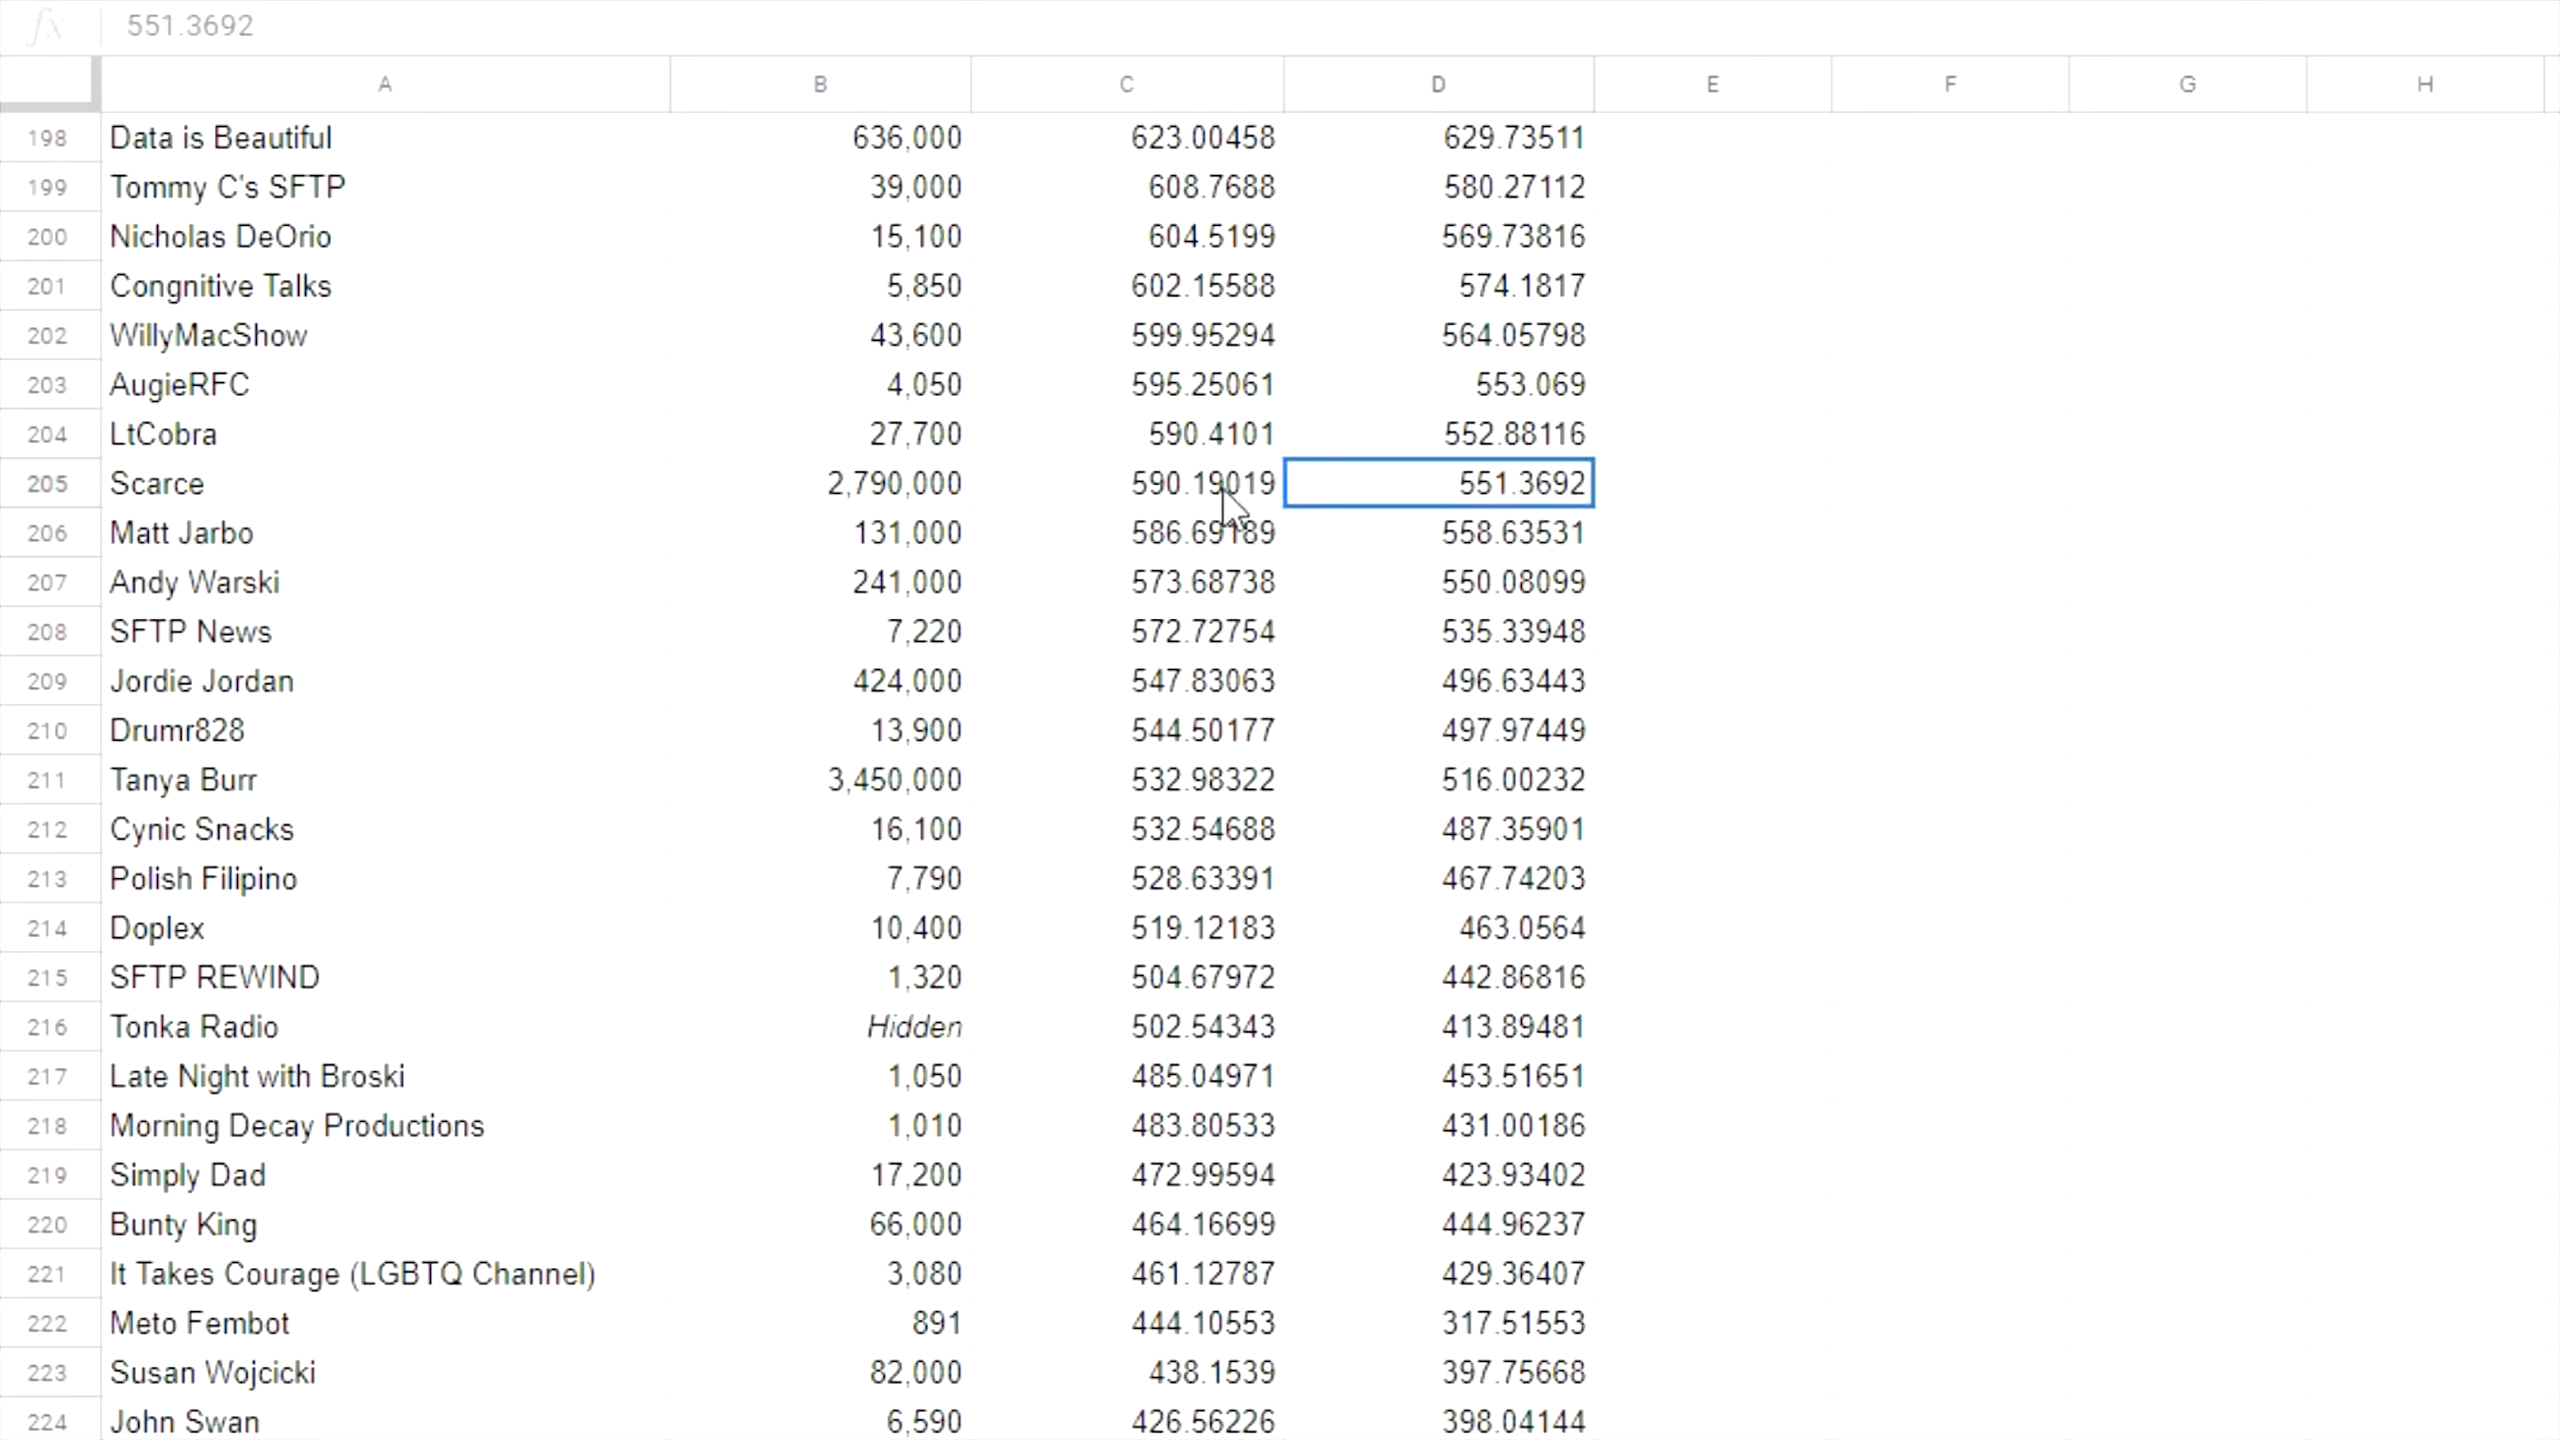 fx 551.3692
A B C D E F G H
198 Data is Beautiful 636,000 623.00458 629.73511
199 Tommy C's SFTP 39,000 608.7688 580.27112
200 Nicholas DeOrio 15,100 604.5199 569.73816
201 Congnitive Talks 5,850 602.15588 574.1817
202 WillyMacShow 43,600 599.95294 564.05798
203 AugieRFC 4,050 595.25061 553.069
204 LtCobra 27,700 590.4101 552.88116
205 Scarce 2,790,000 590.19019 551.3692
206 Matt Jarbo 131,000 586.69189 558.63531
207 Andy Warski 241,000 573.68738 550.08099
208 SFTP News 7,220 572.72754 535.33948
209 Jordie Jordan 424,000 547.83063 496.63443
210 Drumr828 13,900 544.50177 497.97449
211 Tanya Burr 3,450,000 532.98322 516.00232
212 Cynic Snacks 16,100 532.54688 487.35901
213 Polish Filipino 7,790 528.63391 467.74203
214 Doplex 10,400 519.12183 463.0564
215 SFTP REWIND 1,320 504.67972 442.86816
216 Tonka Radio Hidden 502.54343 413.89481
217 Late Night with Broski 1,050 485.04971 453.51651
218 Morning Decay Productions 1,010 483.80533 431.00186
219 Simply Dad 17,200 472.99594 423.93402
220 Bunty King 66,000 464.16699 444.96237
221 It Takes Courage (LGBTQ Channel) 3,080 461.12787 429.36407
222 Meto Fembot 891 444.10553 317.51553
223 Susan Wojcicki 82,000 438.1539 397.75668
224 John Swan 6,590 426.56226 398.04144